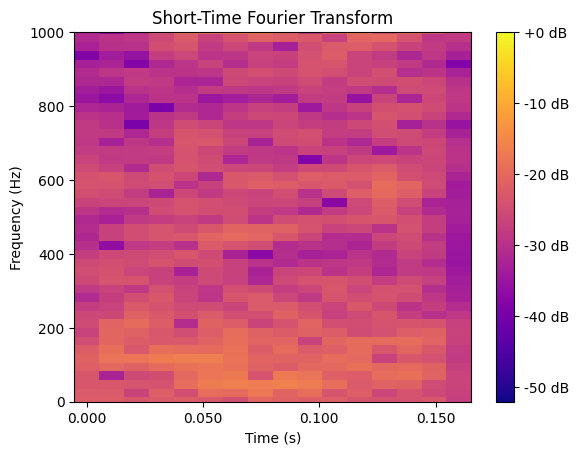 Short-Time Fourier Transform
1000
800
600
400
200
0
Frequency (Hz)
0.000
0.050
0.100
0.150
Time (s)
+0 dB
-10 dB
-20 dB
-30 dB
-40 dB
-50 dB